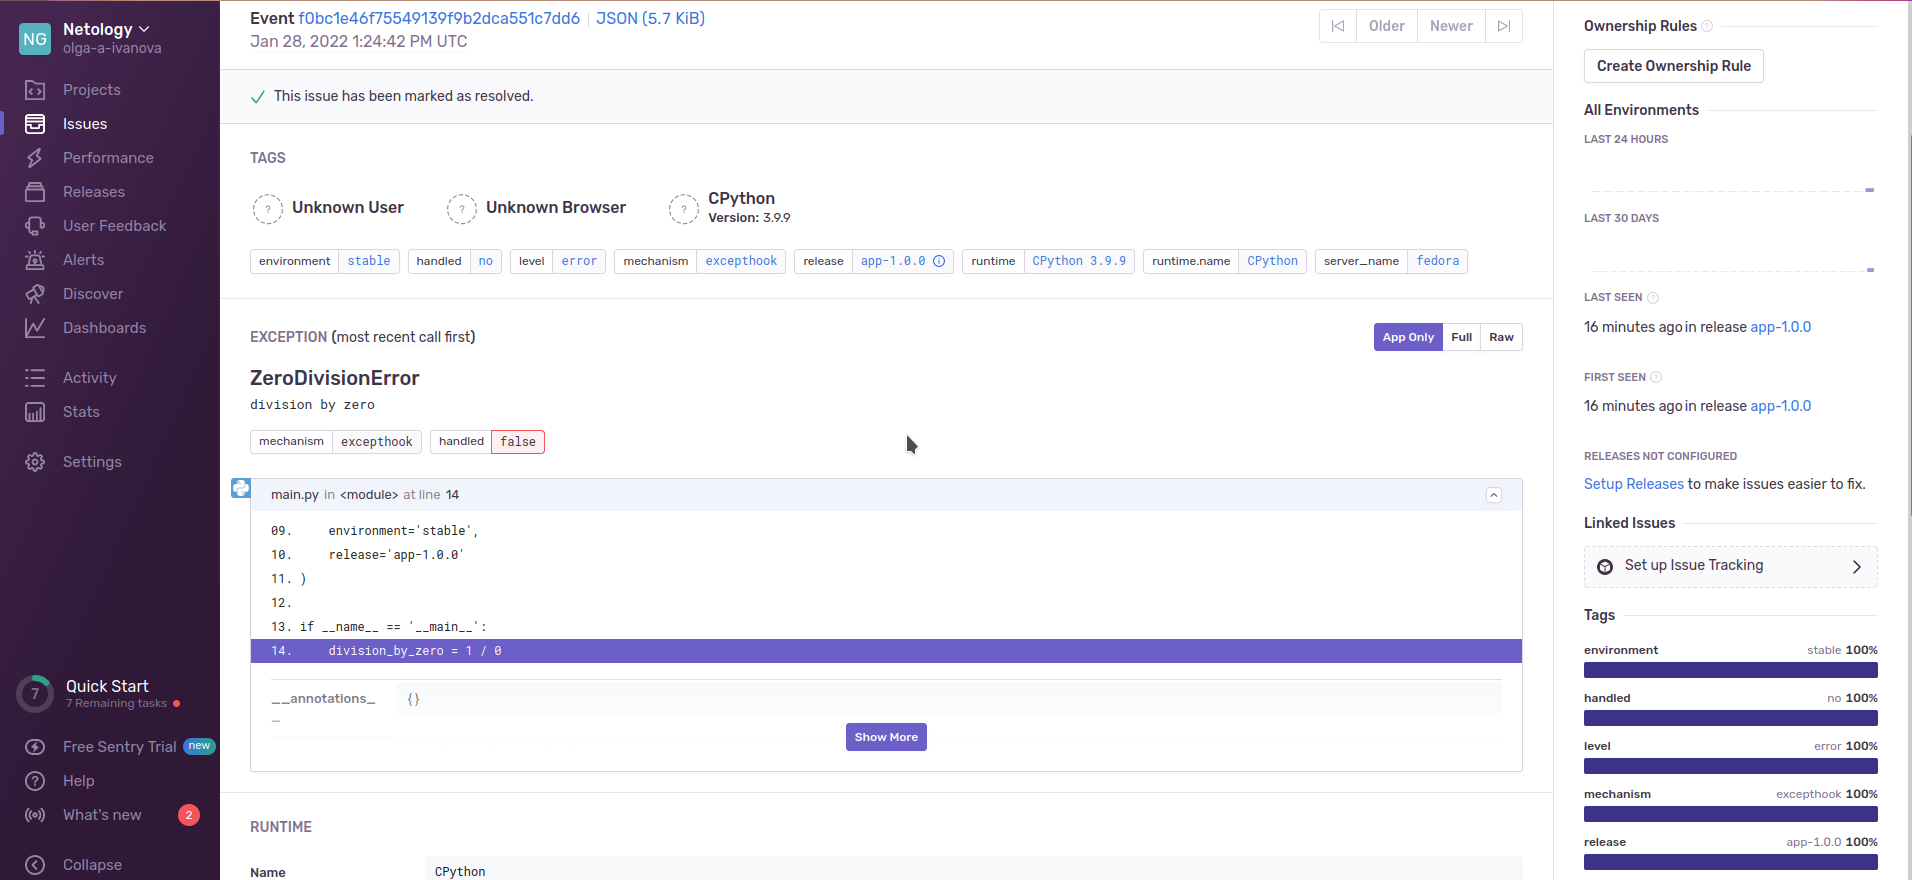 NG
Netology
olga-a-ivanova
Projects
Issues
Performance
Releases
User Feedback
Alerts
Discover
Dashboards
Activity
Stats
Settings
7
Quick Start
7 Remaining tasks
Free Sentry Trial new
? Help
What's new 2
Collapse
Event f0bc1e46f75549139f9b2dca551c7dd6 | JSON (5.7 KiB)
Jan 28, 2022 1:24:42 PM UTC
Older Newer
This issue has been marked as resolved.
TAGS
? Unknown User
? Unknown Browser
? CPython
Version: 3.9.9
environment stable
handled no
level error
mechanism excepthook
release app-1.0.0
runtime CPython 3.9.9
runtime.name CPython
server_name fedora
EXCEPTION (most recent call first)
App Only Full Raw
ZeroDivisionError
division by zero
mechanism excepthook
handled false
main.py in <module> at line 14
09. environment='stable',
10. release='app-1.0.0'
11. )
12.
13. if __name__ == '__main__':
14. division_by_zero = 1 / 0
__annotations_ {}
_
Show More
RUNTIME
Name CPython
Ownership Rules ?
Create Ownership Rule
All Environments
LAST 24 HOURS
LAST 30 DAYS
LAST SEEN ?
16 minutes ago in release app-1.0.0
FIRST SEEN ?
16 minutes ago in release app-1.0.0
RELEASES NOT CONFIGURED
Setup Releases to make issues easier to fix.
Linked Issues
Set up Issue Tracking
Tags
environment stable 100%
handled no 100%
level error 100%
mechanism excepthook 100%
release app-1.0.0 100%